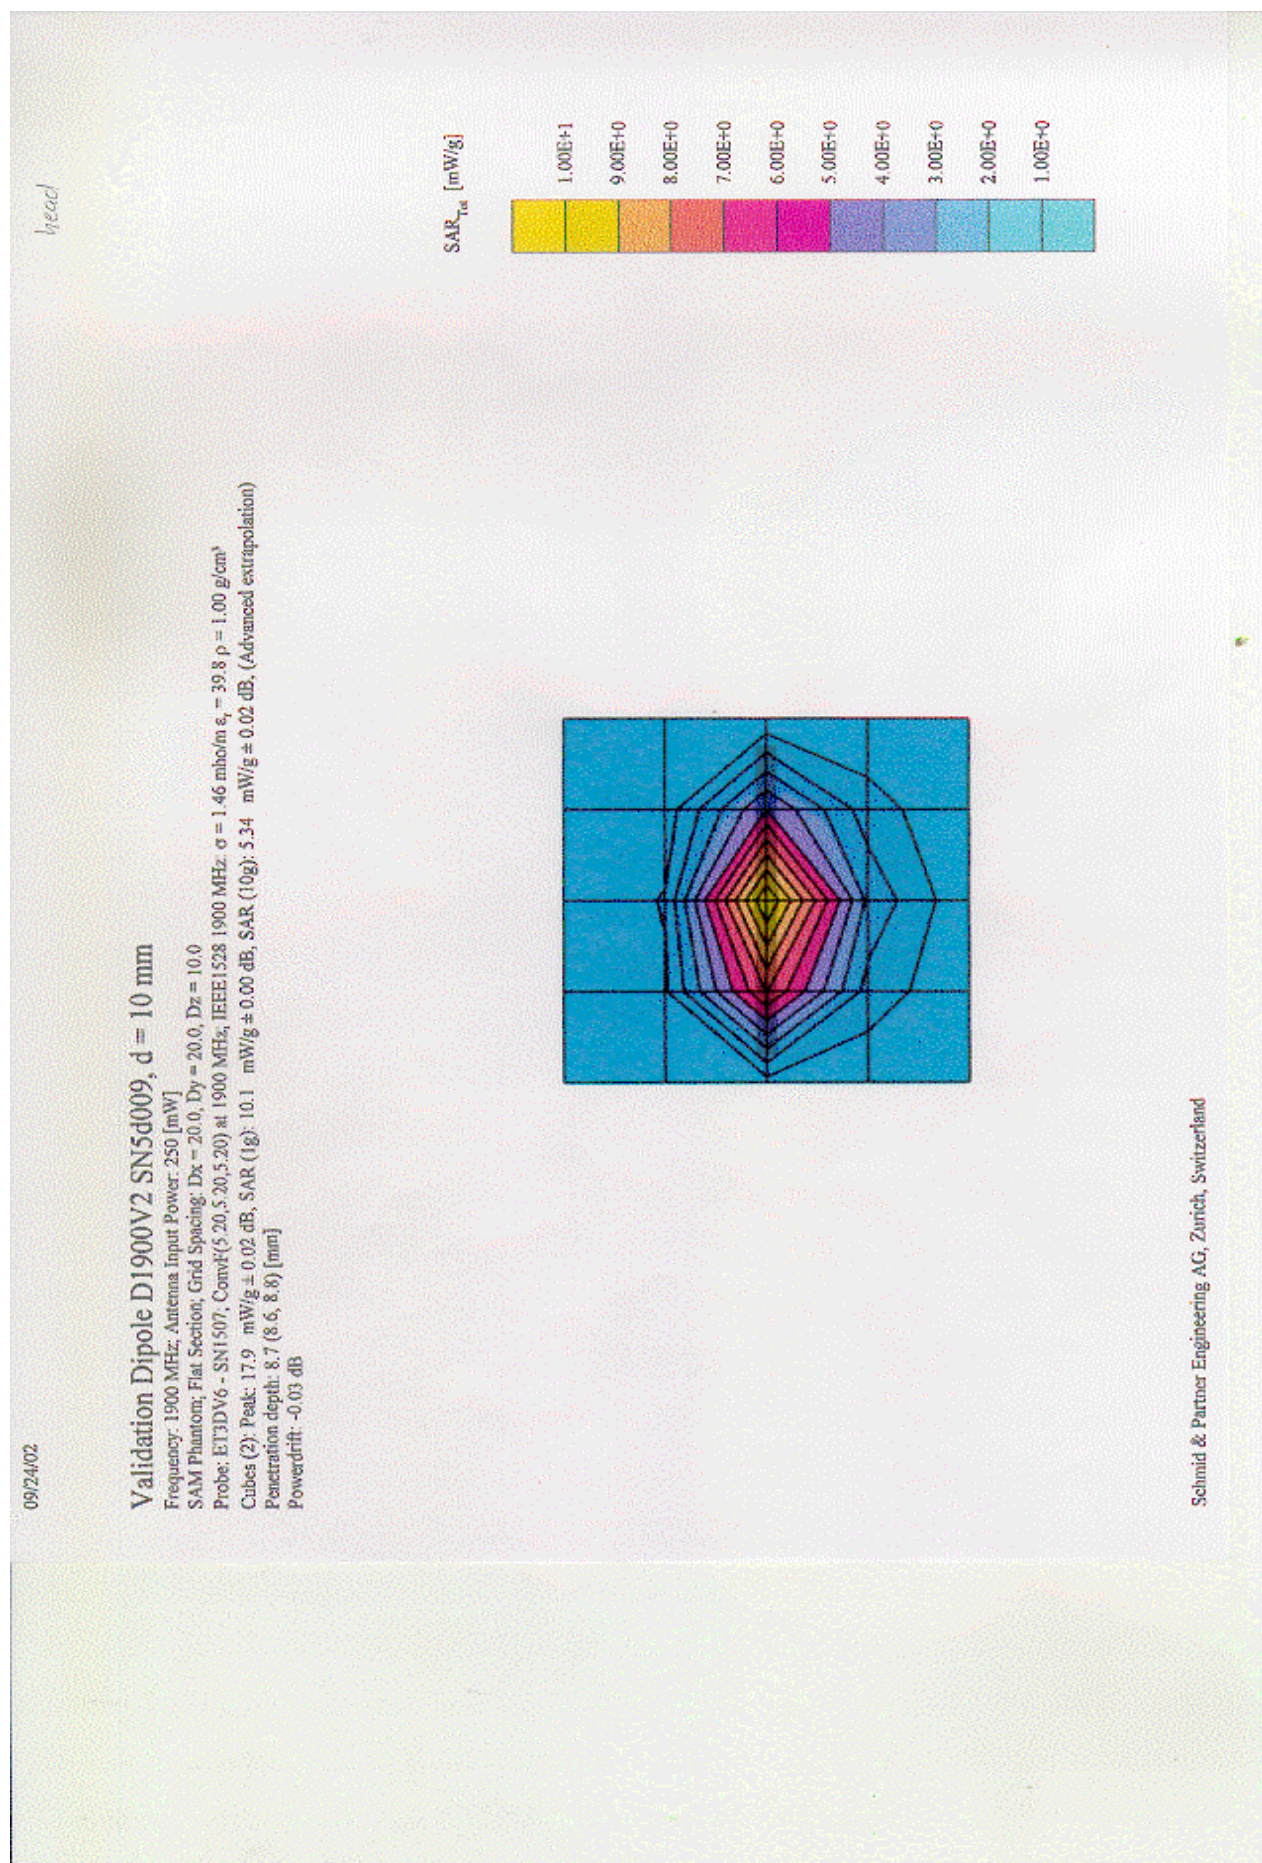 09/24/02
head
Validation Dipole D1900V2 SN5d009, d = 10 mm
Frequency: 1900 MHz; Antenna Input Power: 250 [mW]
SAM Phantom; Flat Section; Grid Spacing: Dx = 20.0, Dy = 20.0, Dz = 10.0
Probe: ET3DV6 - SN1507; ConvF(5.20,5.20,5.20) at 1900 MHz, IEEE1528 1900 MHz: σ = 1.46 mho/m εr = 39.8 ρ = 1.00 g/cm³
Cubes (2): Peak: 17.9 mW/g ± 0.02 dB, SAR (1g): 10.1 mW/g ± 0.00 dB, SAR (10g): 5.34 mW/g ± 0.02 dB, (Advanced extrapolation)
Penetration depth: 8.7 (8.6, 8.8) [mm]
Powerdrift: -0.03 dB
SAR Tot [mW/g]
1.00E+1
9.00E+0
8.00E+0
7.00E+0
6.00E+0
5.00E+0
4.00E+0
3.00E+0
2.00E+0
1.00E+0
Schmid & Partner Engineering AG, Zurich, Switzerland